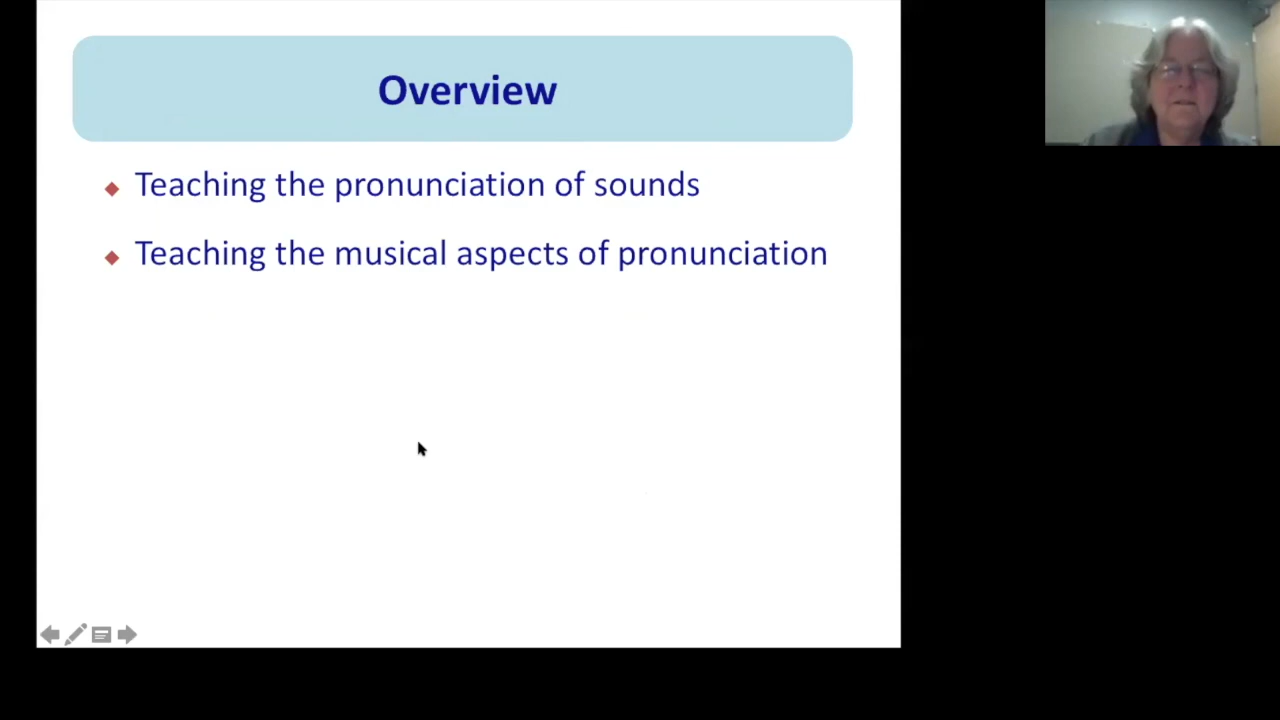 Overview
Teaching the pronunciation of sounds
Teaching the musical aspects of pronunciation